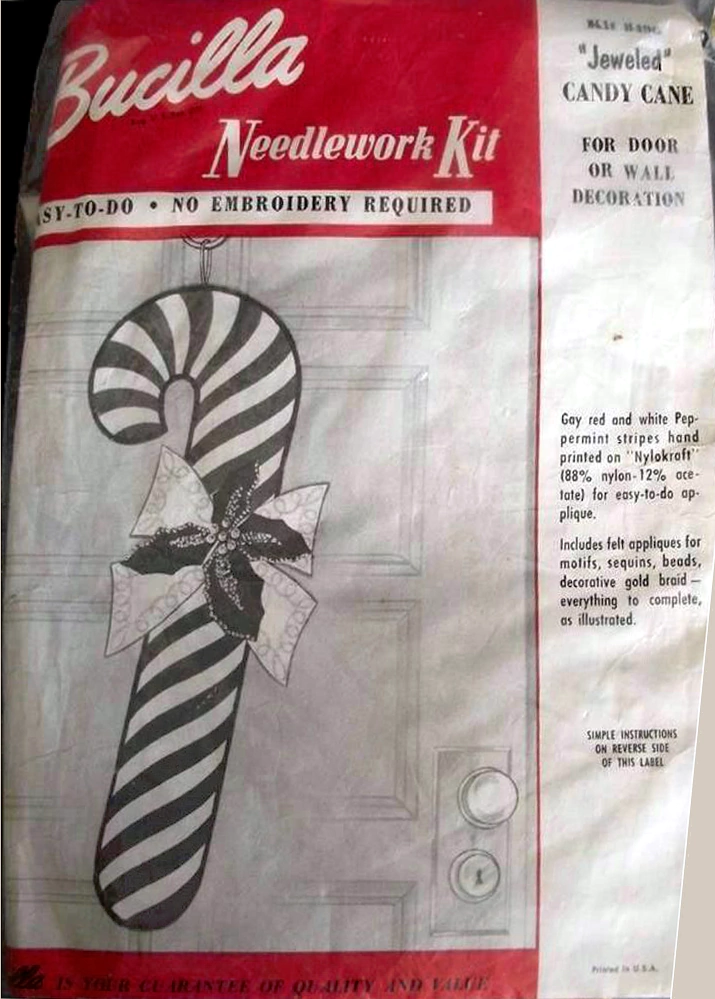 Bucilla
Needlework Kit
ASY-TO-DO • NO EMBROIDERY REQUIRED
"Jeweled"
CANDY CANE
FOR DOOR
OR WALL
DECORATION
Gay red and white Pep-
permint stripes hand
printed on "Nylokraft"
(88% nylon-12% ace-
tate) for easy-to-do ap-
plique.
Includes felt appliques for
motifs, sequins, beads,
decorative gold braid —
everything to complete,
as illustrated.
SIMPLE INSTRUCTIONS
ON REVERSE SIDE
OF THIS LABEL
Printed in U.S.A.
lla IS YOUR GUARANTEE OF QUALITY AND VALUE